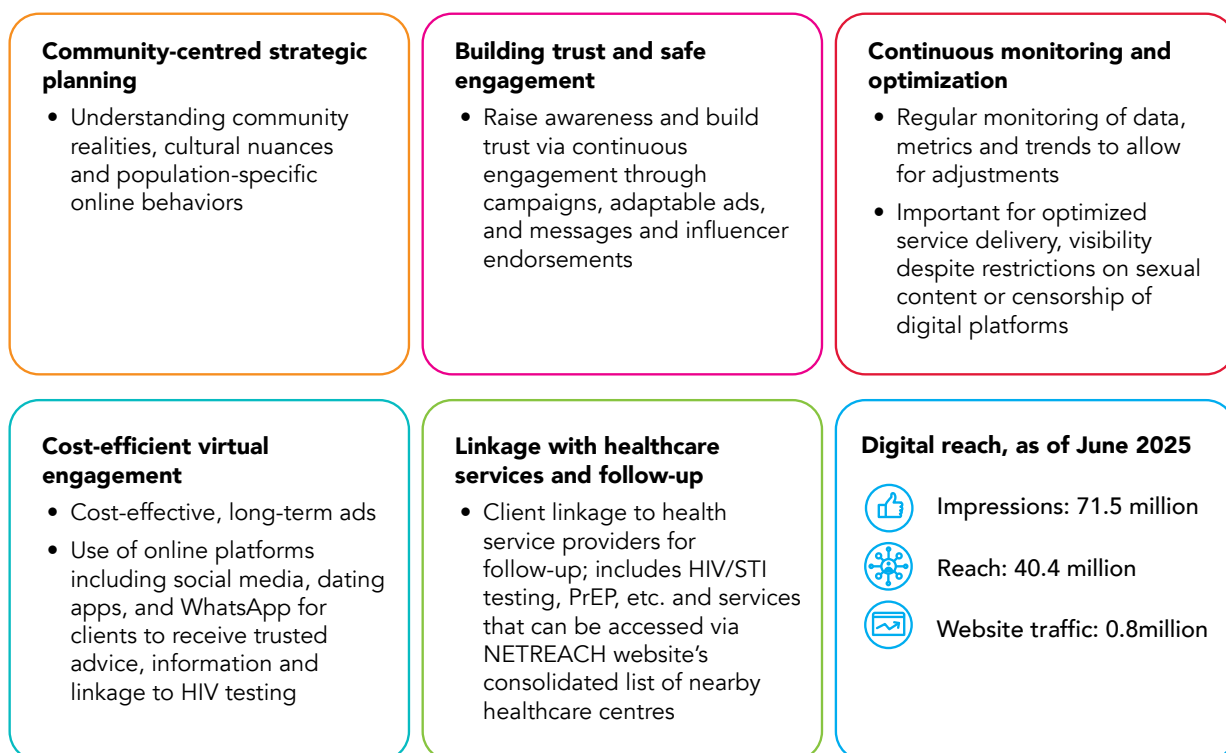 Community-centred strategic
planning
• Understanding community
realities, cultural nuances
and population-specific
online behaviors
Building trust and safe
engagement
• Raise awareness and build
trust via continuous
engagement through
campaigns, adaptable ads,
and messages and influencer
endorsements
Continuous monitoring and
optimization
• Regular monitoring of data,
metrics and trends to allow
for adjustments
• Important for optimized
service delivery, visibility
despite restrictions on sexual
content or censorship of
digital platforms
Cost-efficient virtual
engagement
• Cost-effective, long-term ads
• Use of online platforms
including social media, dating
apps, and WhatsApp for
clients to receive trusted
advice, information and
linkage to HIV testing
Linkage with healthcare
services and follow-up
• Client linkage to health
service providers for
follow-up; includes HIV/STI
testing, PrEP, etc. and services
that can be accessed via
NETREACH website's
consolidated list of nearby
healthcare centres
Digital reach, as of June 2025
Impressions: 71.5 million
Reach: 40.4 million
Website traffic: 0.8million